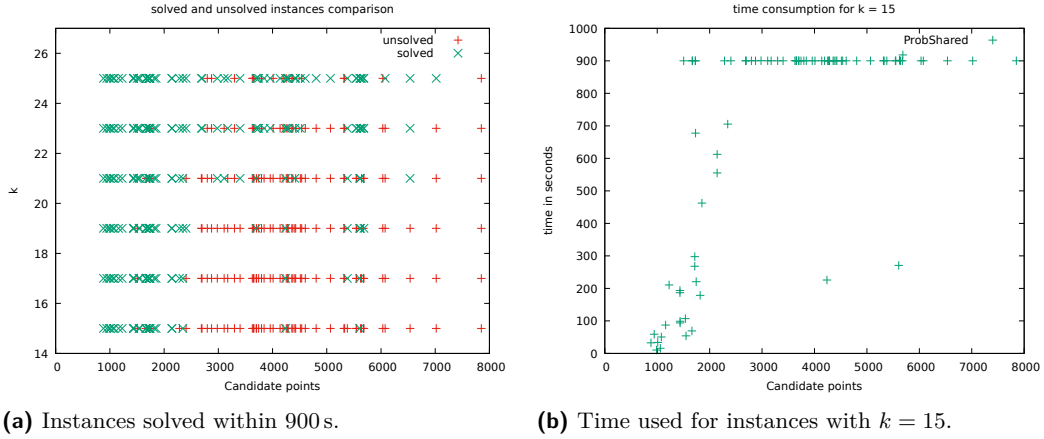 solved and unsolved instances comparison
unsolved
solved
26
24
22
20
18
16
14
k
0 1000 2000 3000 4000 5000 6000 7000 8000
Candidate points
(a) Instances solved within 900 s.
time consumption for k = 15
ProbShared
1000
900
800
700
600
500
400
300
200
100
0
time in seconds
0 1000 2000 3000 4000 5000 6000 7000 8000
Candidate points
(b) Time used for instances with k = 15.